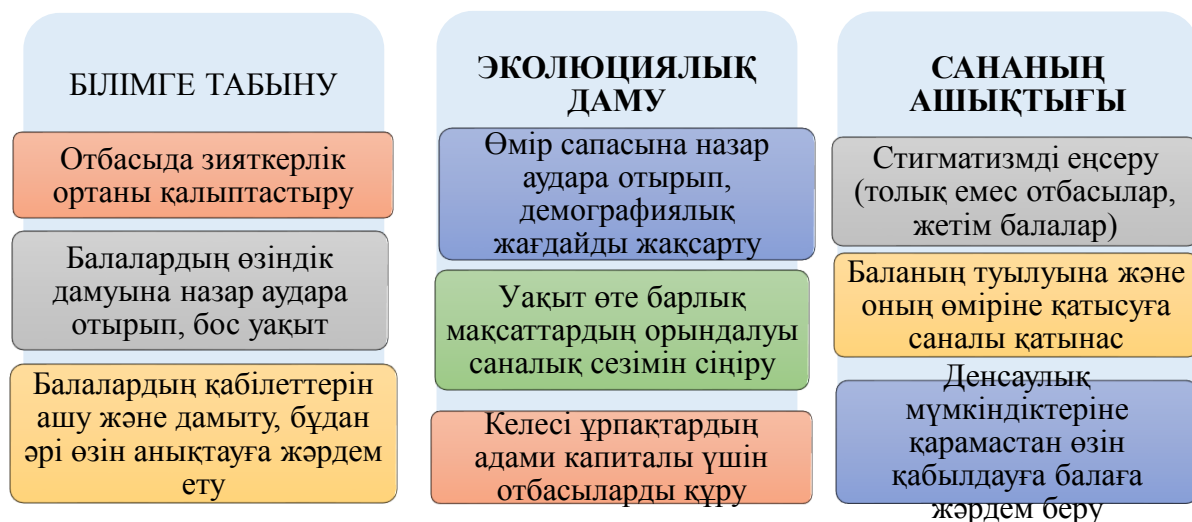 БІЛІМГЕ ТАБЫНУ
Отбасыда зияткерлік
ортаны қалыптастыру
Балалардың өзіндік
дамуына назар аудара
отырып, бос уақыт
Балалардың қабілеттерін
ашу және дамыту, бұдан
әрі өзін анықтауға жәрдем
ету
ЭКОЛЮЦИЯЛЫҚ
ДАМУ
Өмір сапасына назар
аудара отырып,
демографиялық
жағдайды жақсарту
Уақыт өте барлық
мақсаттардың орындалуы
саналық сезімін сіңіру
Келесі ұрпақтардың
адами капиталы үшін
отбасыларды құру
САНАНЫҢ
АШЫҚТЫҒЫ
Стигматизмді еңсеру
(толық емес отбасылар,
жетім балалар)
Баланың туылуына және
оның өміріне қатысуға
саналы қатынас
Денсаулық
мүмкіндіктеріне
қарамастан өзін
қабылдауға балаға
жәрдем беру